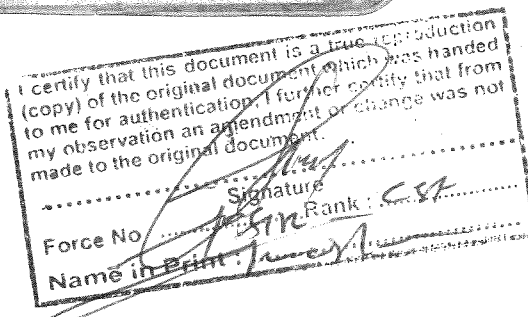 I certify that this document is a true reproduction
(copy) of the original document which was handed
to me for authentication. I further certify that from
my observation an amendment or change was not
made to the original document.
Signature
Force No Rank : Cst
Name in Print :